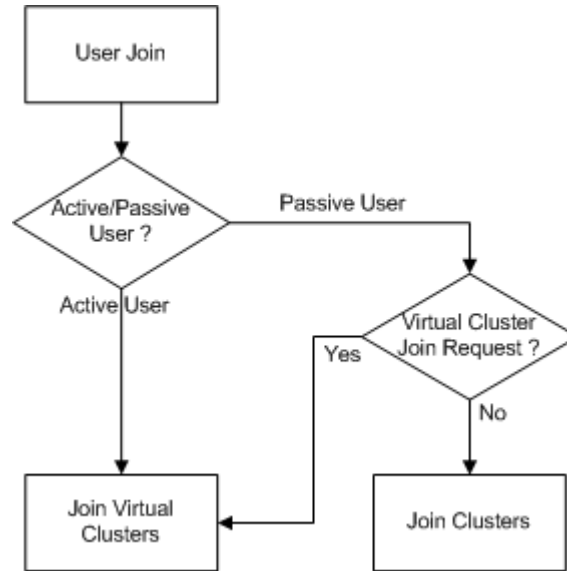 User Join
Active/Passive
User ?
Passive User
Active User
Virtual Cluster
Join Request ?
Yes
No
Join Virtual
Clusters
Join Clusters